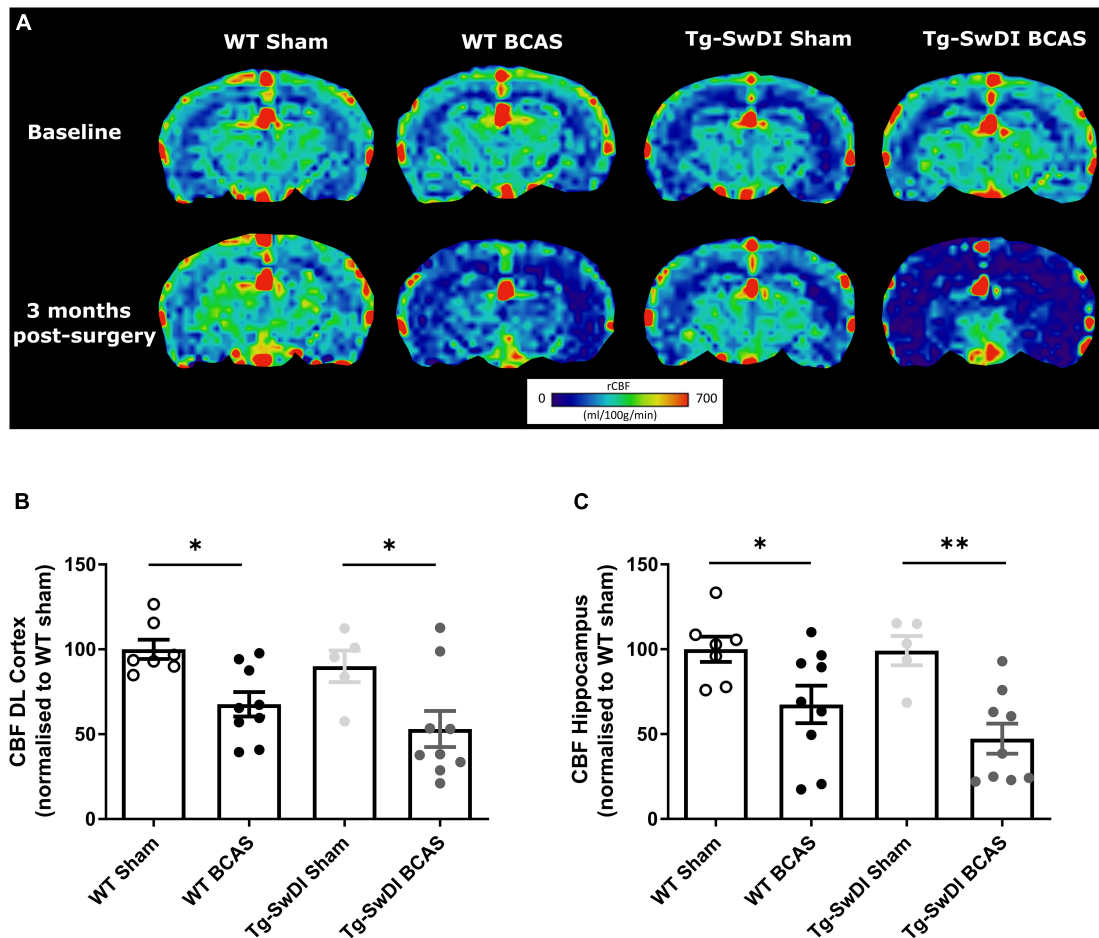 A
WT Sham
WT BCAS
Tg-SwDI Sham
Tg-SwDI BCAS
Baseline
3 months
post-surgery
rCBF
0
700
(ml/100g/min)
B
*
*
150
100
50
0
CBF DL Cortex
(normalised to WT sham)
WT Sham
WT BCAS
Tg-SwDI Sham
Tg-SwDI BCAS
C
*
**
150
100
50
0
CBF Hippocampus
(normalised to WT sham)
WT Sham
WT BCAS
Tg-SwDI Sham
Tg-SwDI BCAS